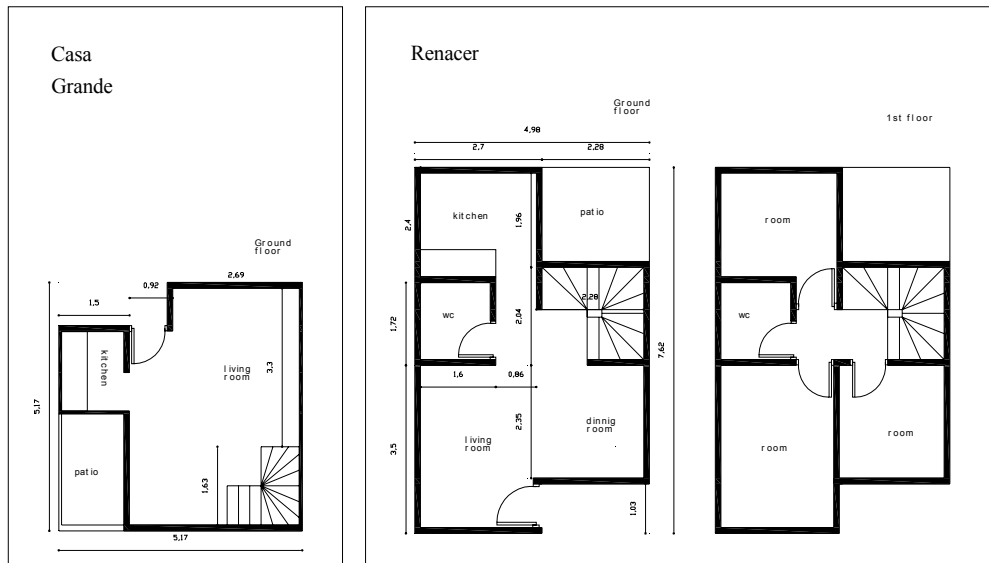 Casa
Grande
Ground
floor
2,69
0,92
1,5
kitchen
living
room
3,3
5,17
patio
1,63
5,17
Renacer
Ground
floor
1st floor
4,98
2,7
2,28
2,4
kitchen
1,96
patio
room
wc
2,28
1,72
2,04
wc
7,62
1,6
0,86
3,5
living
room
2,35
dinnig
room
room
room
1,03